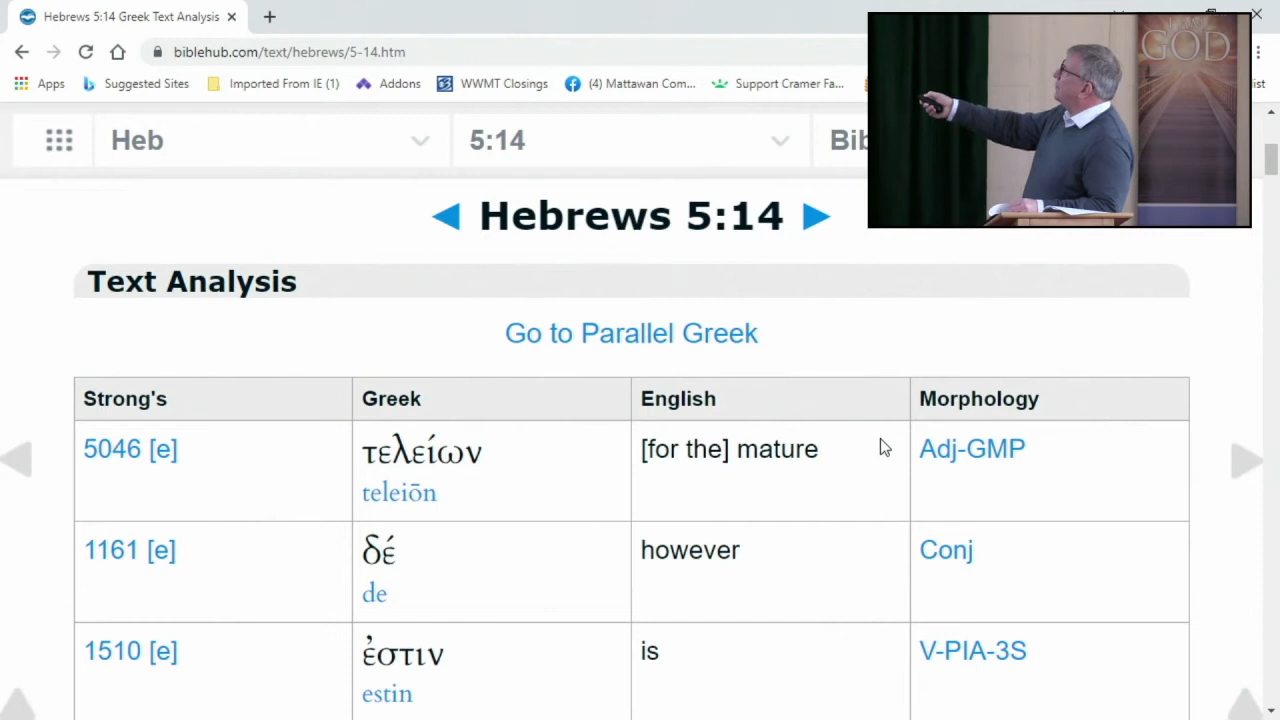 Hebrews 5:14 Greek Text Analysis
biblehub.com/text/hebrews/5-14.htm
Apps Suggested Sites Imported From IE (1) Addons WWMT Closings (4) Mattawan Com... Support Cramer Fa...
GOD
Heb 5:14
Hebrews 5:14
Text Analysis
Go to Parallel Greek
Strong's Greek English Morphology
5046 [e] τελείων [for the] mature Adj-GMP
teleiōn
1161 [e] δέ however Conj
de
1510 [e] ἐστιν is V-PIA-3S
estin